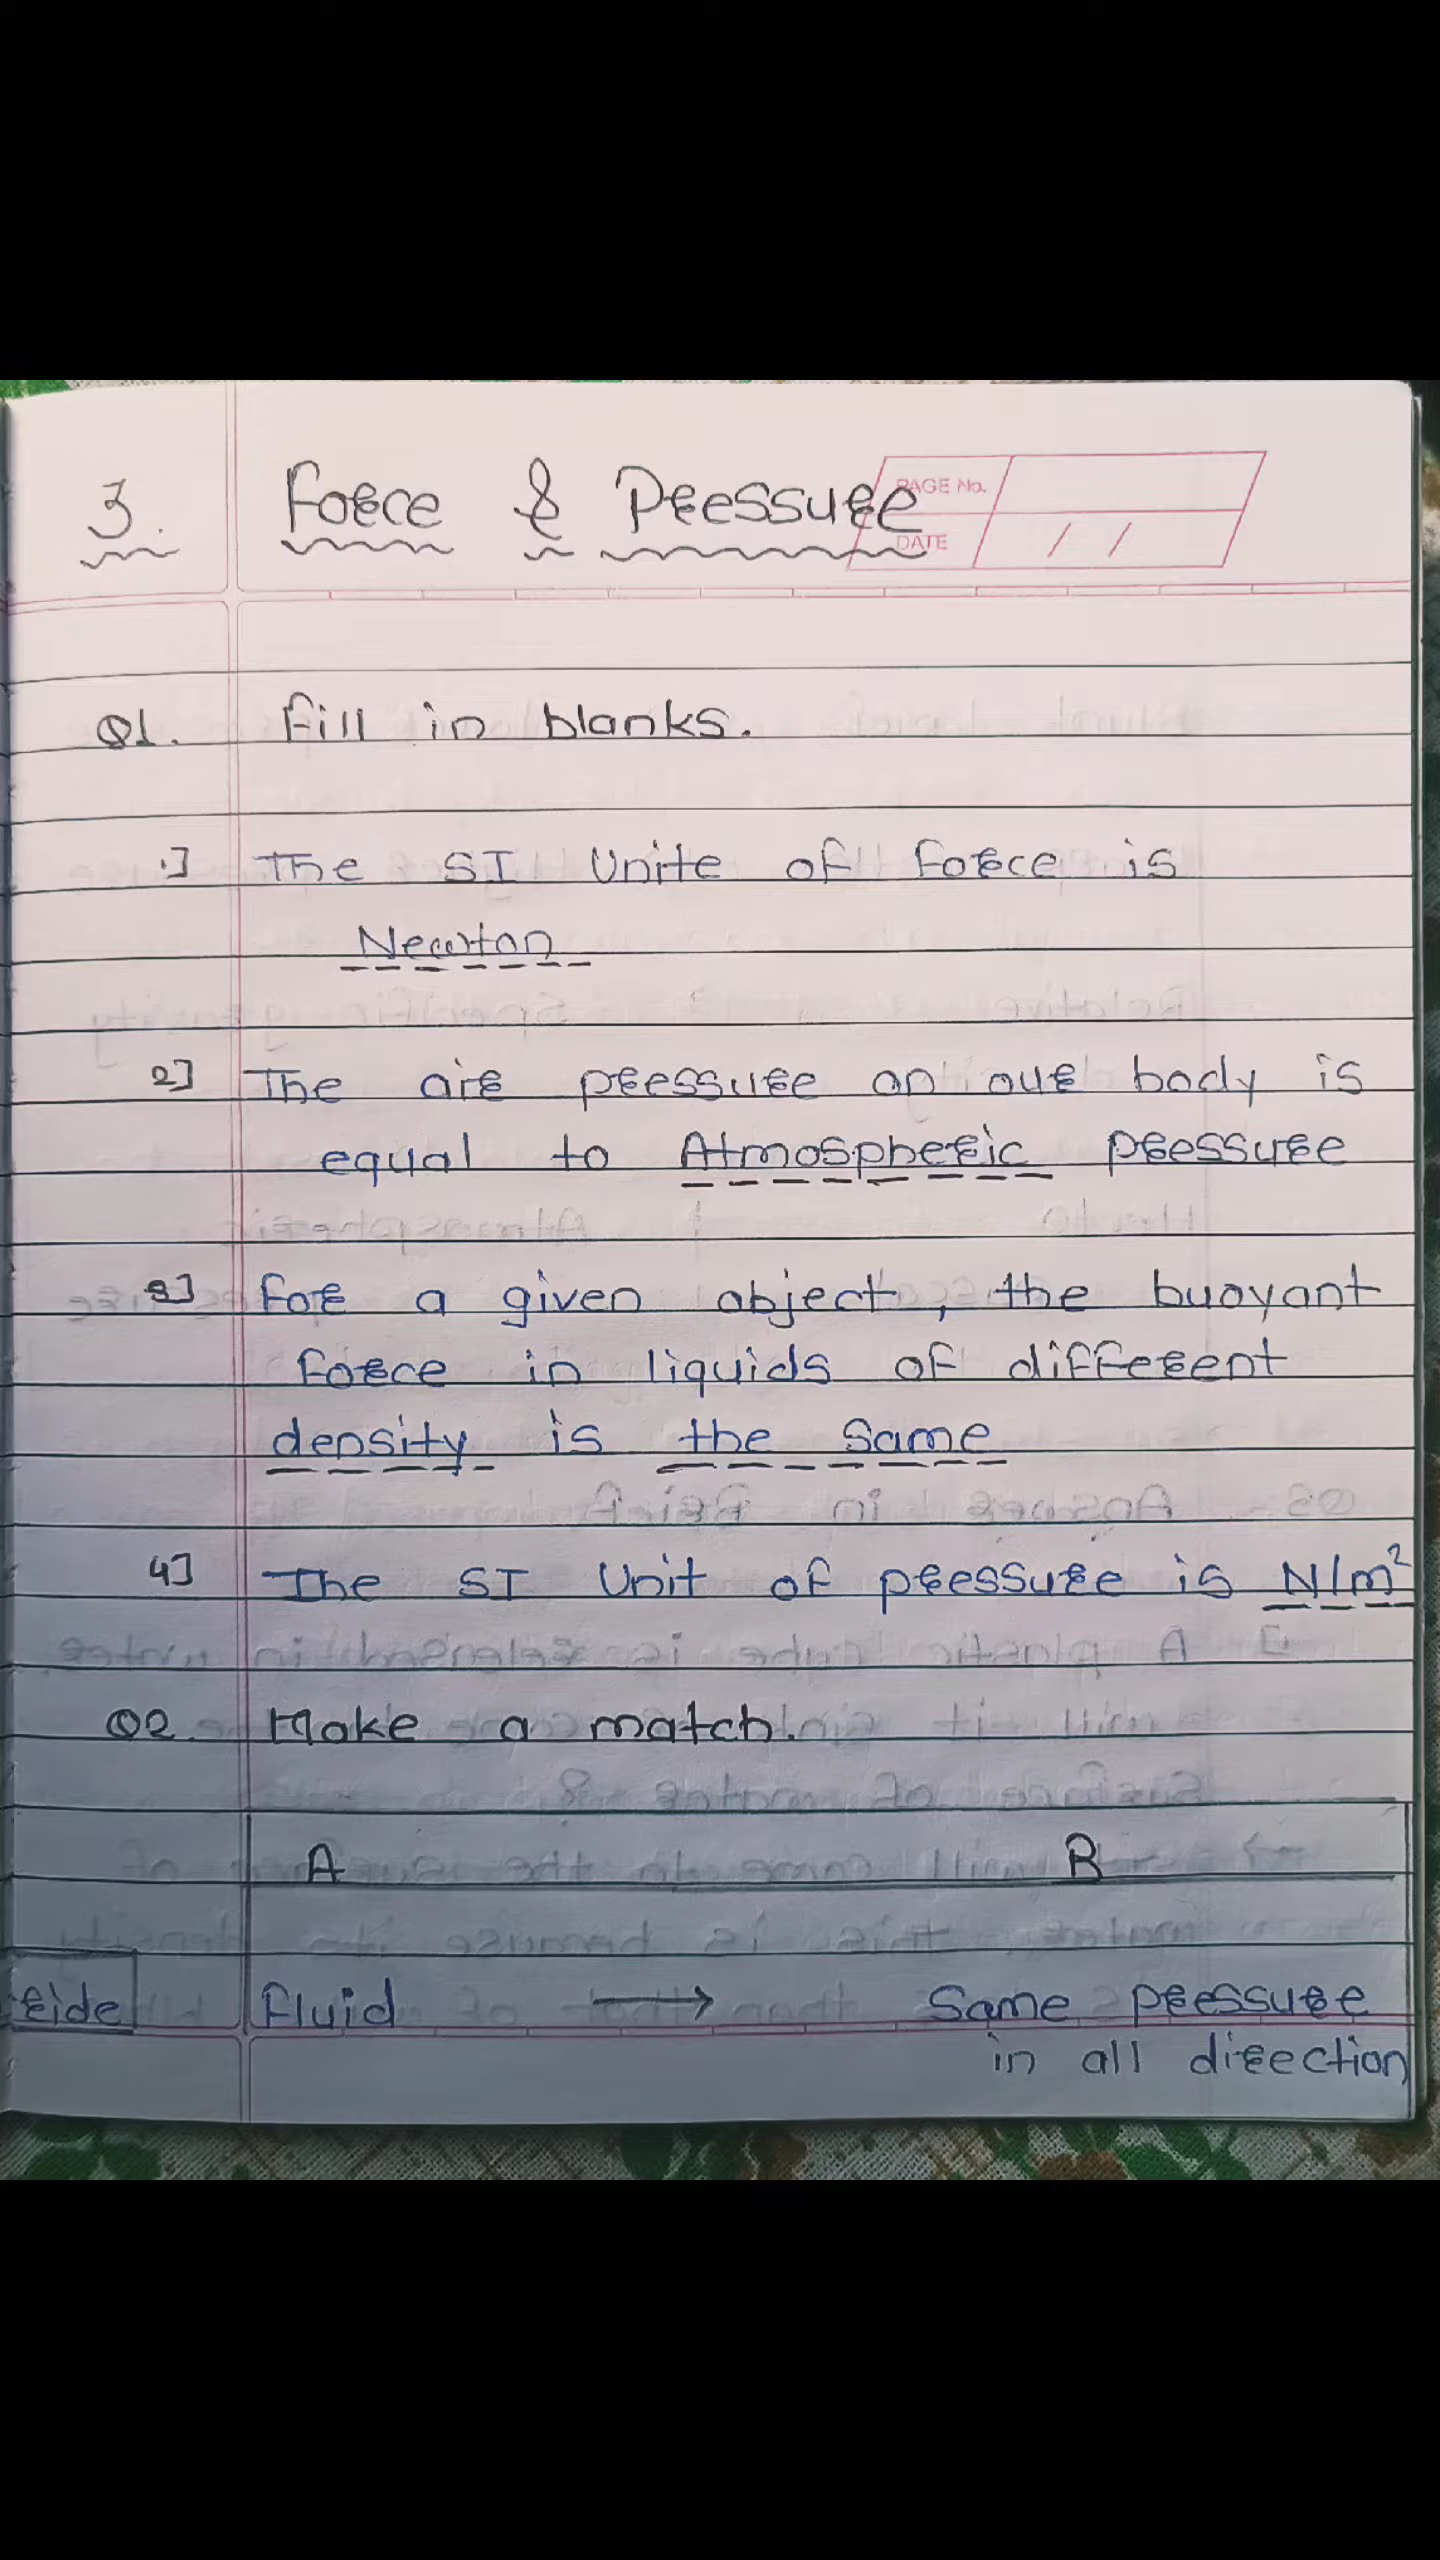 3. Force & Pressure
PAGE No.
DATE / /
Q1. Fill in blanks.
1] The SI Unite of force is
Newton
2] The air pressure on our body is
equal to Atmospheric pressure
3] For a given object, the buoyant
force in liquids of different
density is the same
4] The SI Unit of pressure is N/m²
Q2. Make a match.
A B
fluid → Same pressure
in all direction